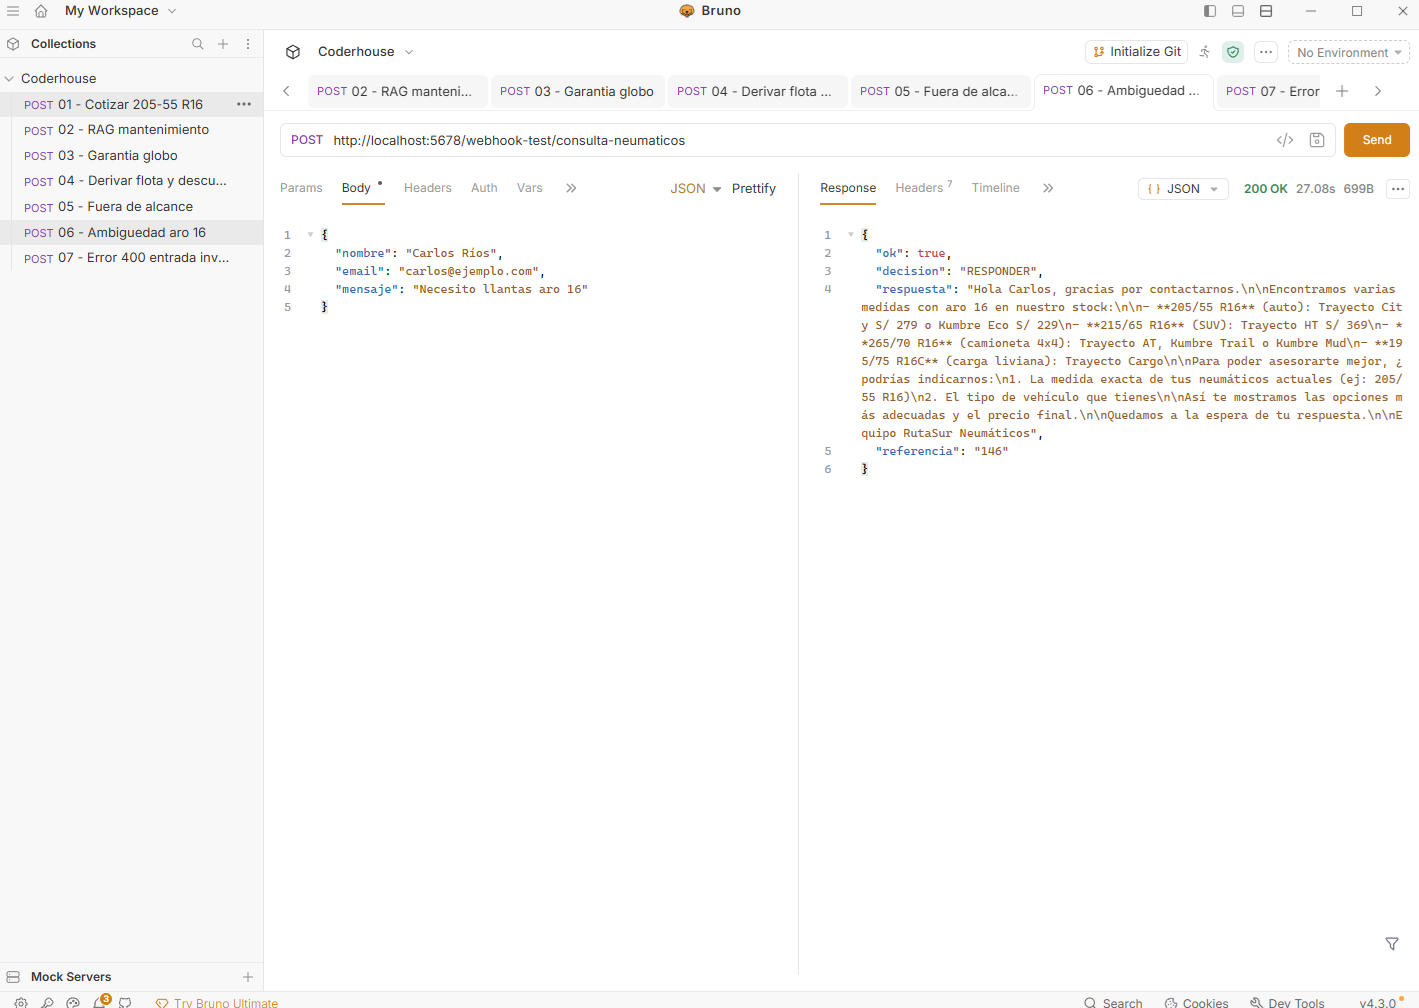 My Workspace
Bruno
Collections
Coderhouse
POST 01 - Cotizar 205-55 R16
POST 02 - RAG mantenimiento
POST 03 - Garantia globo
POST 04 - Derivar flota y descu...
POST 05 - Fuera de alcance
POST 06 - Ambiguedad aro 16
POST 07 - Error 400 entrada inv...
Mock Servers
Coderhouse
Initialize Git
No Environment
POST 02 - RAG manteni...
POST 03 - Garantia globo
POST 04 - Derivar flota ...
POST 05 - Fuera de alca...
POST 06 - Ambiguedad ...
POST 07 - Error
POST http://localhost:5678/webhook-test/consulta-neumaticos
Send
Params Body Headers Auth Vars JSON Prettify
1 {
2 "nombre": "Carlos Ríos",
3 "email": "carlos@ejemplo.com",
4 "mensaje": "Necesito llantas aro 16"
5 }
Response Headers 7 Timeline { } JSON 200 OK 27.08s 699B
1 {
2 "ok": true,
3 "decision": "RESPONDER",
4 "respuesta": "Hola Carlos, gracias por contactarnos.\n\nEncontramos varias
medidas con aro 16 en nuestro stock:\n\n- **205/55 R16** (auto): Trayecto Cit
y S/ 279 o Kumbre Eco S/ 229\n- **215/65 R16** (SUV): Trayecto HT S/ 369\n- *
*265/70 R16** (camioneta 4x4): Trayecto AT, Kumbre Trail o Kumbre Mud\n- **19
5/75 R16C** (carga liviana): Trayecto Cargo\n\nPara poder asesorarte mejor, ¿
podrías indicarnos:\n1. La medida exacta de tus neumáticos actuales (ej: 205/
55 R16)\n2. El tipo de vehículo que tienes\n\nAsí te mostramos las opciones m
ás adecuadas y el precio final.\n\nQuedamos a la espera de tu respuesta.\n\nE
quipo RutaSur Neumáticos",
5 "referencia": "146"
6 }
3
Try Bruno Ultimate
Search
Cookies
Dev Tools
v4.3.0